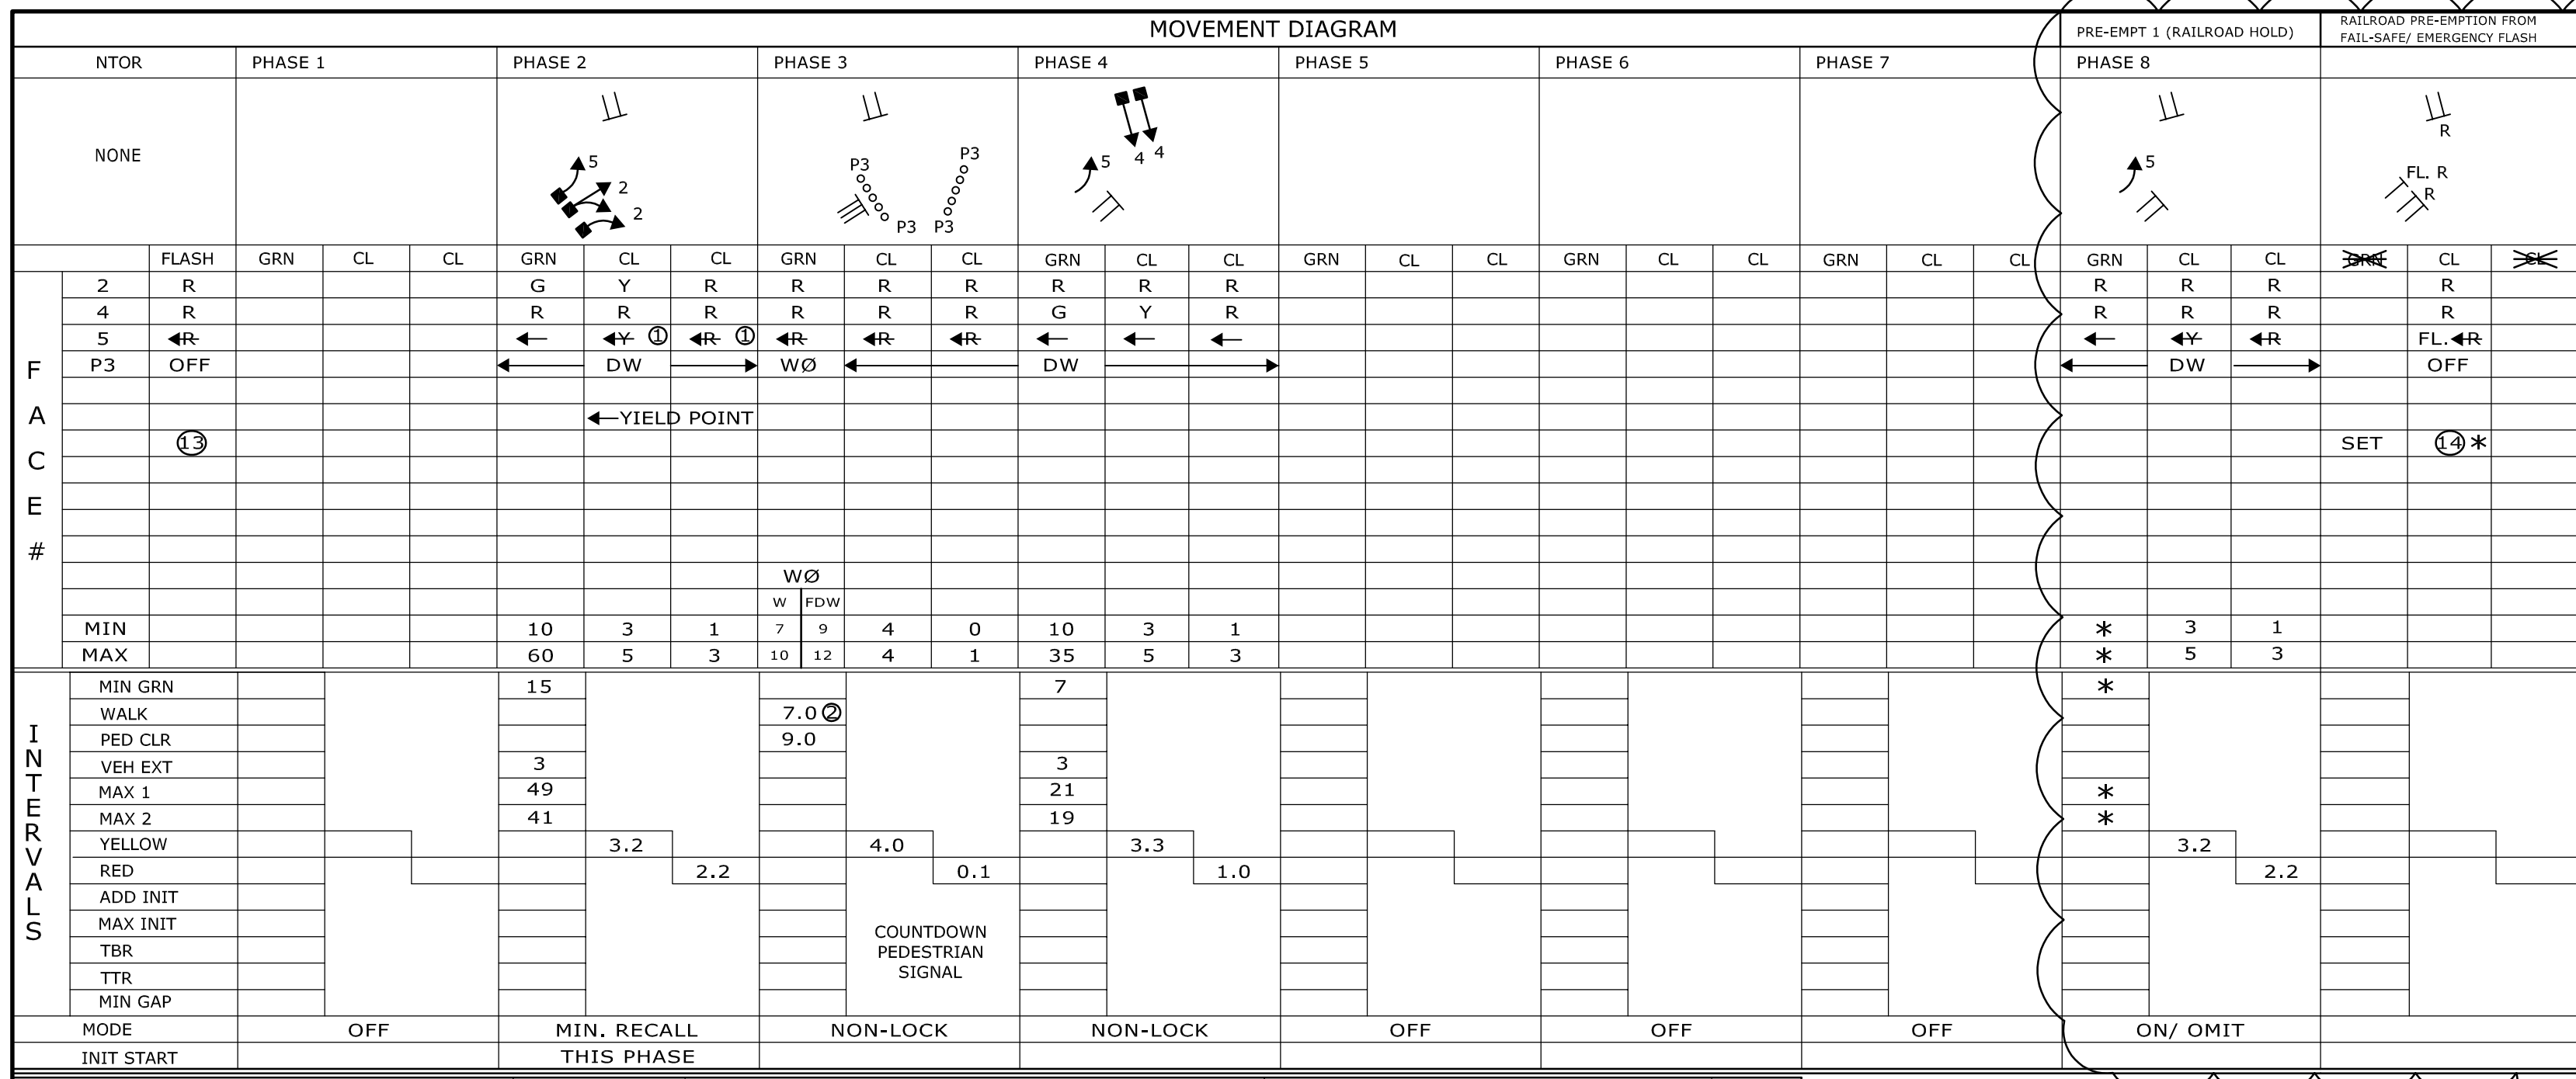 MOVEMENT DIAGRAM PRE-EMPT 1 (RAILROAD HOLD) RAILROAD PRE-EMPTION FROM
FAIL-SAFE/ EMERGENCY FLASH
NTOR PHASE 1 PHASE 2 PHASE 3 PHASE 4 PHASE 5 PHASE 6 PHASE 7 PHASE 8
NONE
5 2 2
P3 P3 P3 P3
5 4 4
5
R FL. R R
FLASH GRN CL CL GRN CL CL GRN CL CL GRN CL CL GRN CL CL GRN CL CL GRN CL CL GRN CL CL GRN CL CL
2 R G Y R R R R R R R R R R R
4 R R R R R R R G Y R R R R R
5 ←R ← ←Y ① ←R ① ←R ←R ←R ← ← ← ← ←Y ←R FL.←R
P3 OFF DW WØ DW DW OFF
←YIELD POINT
⑬ SET ⑭ *
FACE #
WØ
W FDW
MIN 10 3 1 7 9 4 0 10 3 1 * 3 1
MAX 60 5 3 10 12 4 1 35 5 3 * 5 3
INTERVALS
MIN GRN 15 7 *
WALK 7.0 ②
PED CLR 9.0
VEH EXT 3 3
MAX 1 49 21 *
MAX 2 41 19 *
YELLOW 3.2 4.0 3.3 3.2
RED 2.2 0.1 1.0 2.2
ADD INIT
MAX INIT
TBR
TTR
MIN GAP
COUNTDOWN
PEDESTRIAN
SIGNAL
MODE OFF MIN. RECALL NON-LOCK NON-LOCK OFF OFF OFF ON/ OMIT
INIT START THIS PHASE